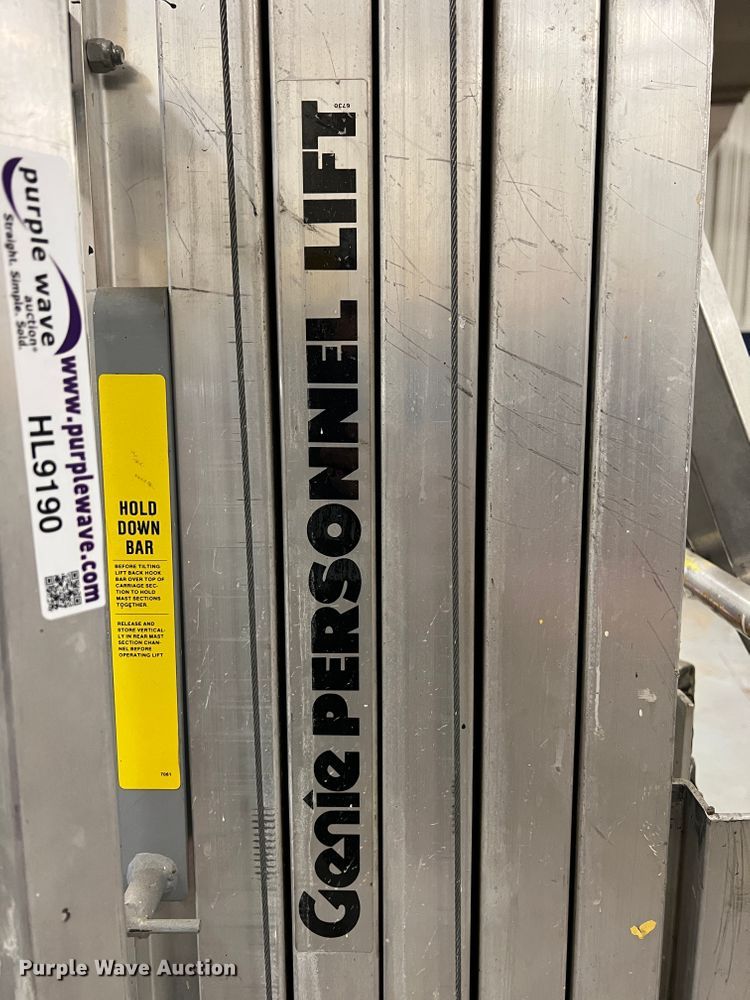 purple wave
auction®
Straight. Simple. Sold.
www.purplewave.com
HL9190
HOLD
DOWN
BAR
BEFORE TILTING
LIFT BACK HOOK
BAR OVER TOP OF
CARRIAGE SEC-
TION TO HOLD
MAST SECTIONS
TOGETHER.
RELEASE AND
STORE VERTICAL-
LY IN REAR MAST
SECTION CHAN-
NEL BEFORE
OPERATING LIFT
7061
Genie PERSONNEL LIFT
6730
Purple Wave Auction